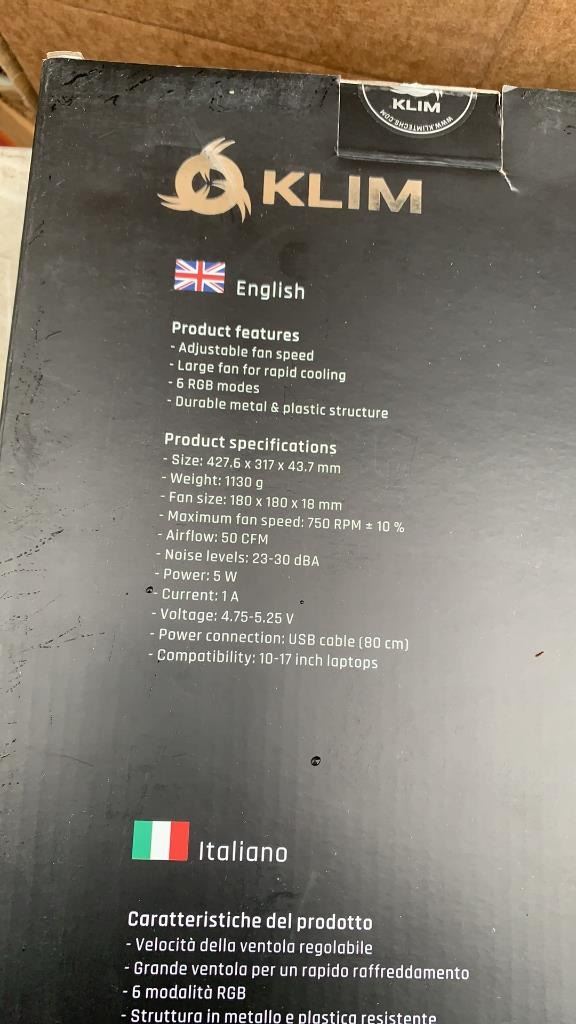 KLIM
WWW.KLIMTECHS.COM
KLIM
English
Product features
- Adjustable fan speed
- Large fan for rapid cooling
- 6 RGB modes
- Durable metal & plastic structure
Product specifications
- Size: 427.6 x 317 x 43.7 mm
- Weight: 1130 g
- Fan size: 180 x 180 x 18 mm
- Maximum fan speed: 750 RPM ± 10 %
- Airflow: 50 CFM
- Noise levels: 23-30 dBA
- Power: 5 W
- Current: 1 A
- Voltage: 4.75-5.25 V
- Power connection: USB cable (80 cm)
- Compatibility: 10-17 inch laptops
Italiano
Caratteristiche del prodotto
- Velocità della ventola regolabile
- Grande ventola per un rapido raffreddamento
- 6 modalità RGB
- Struttura in metallo e plastica resistente